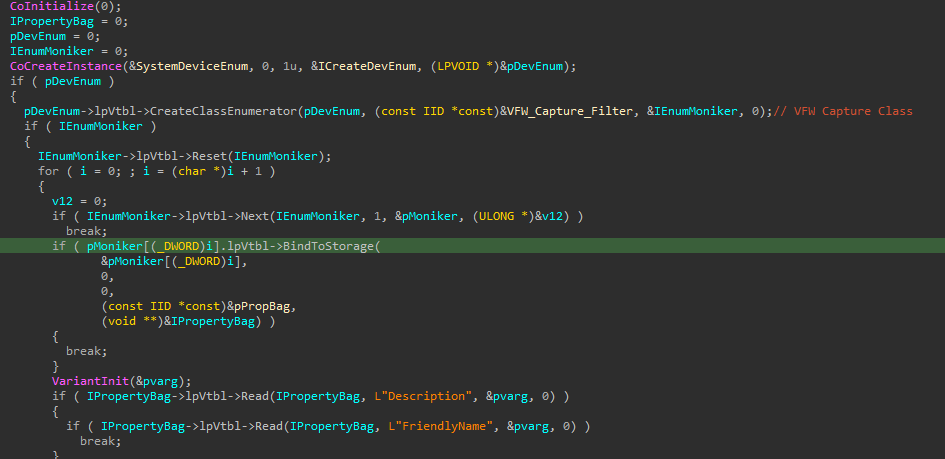 CoInitialize(0);
IPropertyBag = 0;
pDevEnum = 0;
IEnumMoniker = 0;
CoCreateInstance(&SystemDeviceEnum, 0, 1u, &ICreateDevEnum, (LPVOID *)&pDevEnum);
if ( pDevEnum )
{
  pDevEnum->lpVtbl->CreateClassEnumerator(pDevEnum, (const IID *const)&VFW_Capture_Filter, &IEnumMoniker, 0);// VFW Capture Class
  if ( IEnumMoniker )
  {
    IEnumMoniker->lpVtbl->Reset(IEnumMoniker);
    for ( i = 0; ; i = (char *)i + 1 )
    {
      v12 = 0;
      if ( IEnumMoniker->lpVtbl->Next(IEnumMoniker, 1, &pMoniker, (ULONG *)&v12) )
        break;
      if ( pMoniker[(_DWORD)i].lpVtbl->BindToStorage(
             &pMoniker[(_DWORD)i],
             0,
             0,
             (const IID *const)&pPropBag,
             (void **)&IPropertyBag) )
      {
        break;
      }
      VariantInit(&pvarg);
      if ( IPropertyBag->lpVtbl->Read(IPropertyBag, L"Description", &pvarg, 0) )
      {
        if ( IPropertyBag->lpVtbl->Read(IPropertyBag, L"FriendlyName", &pvarg, 0) )
          break;
      }